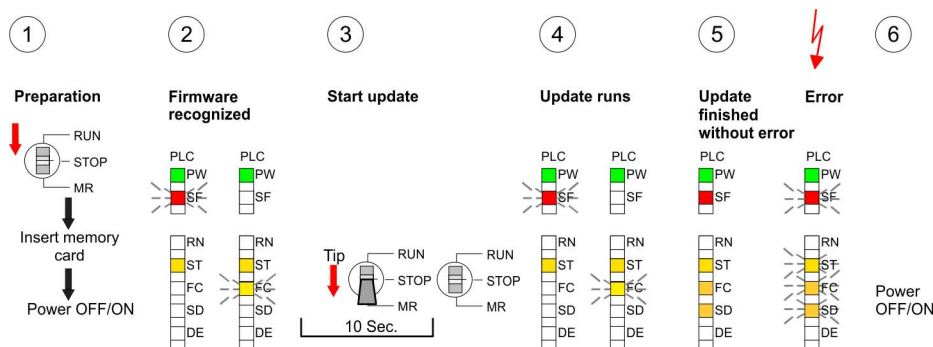 1
2
3
4
5
6
Preparation
Firmware
recognized
Start update
Update runs
Update
finished
without error
Error
RUN
STOP
MR
Insert memory
card
Power OFF/ON
PLC
PW
SF
RN
ST
FC
SD
DE
PLC
PW
SF
RN
ST
FC
SD
DE
Tip
RUN
STOP
MR
RUN
STOP
MR
10 Sec.
PLC
PW
SF
RN
ST
FC
SD
DE
PLC
PW
SF
RN
ST
FC
SD
DE
PLC
PW
SF
RN
ST
FC
SD
DE
PLC
PW
SF
RN
ST
FC
SD
DE
Power
OFF/ON